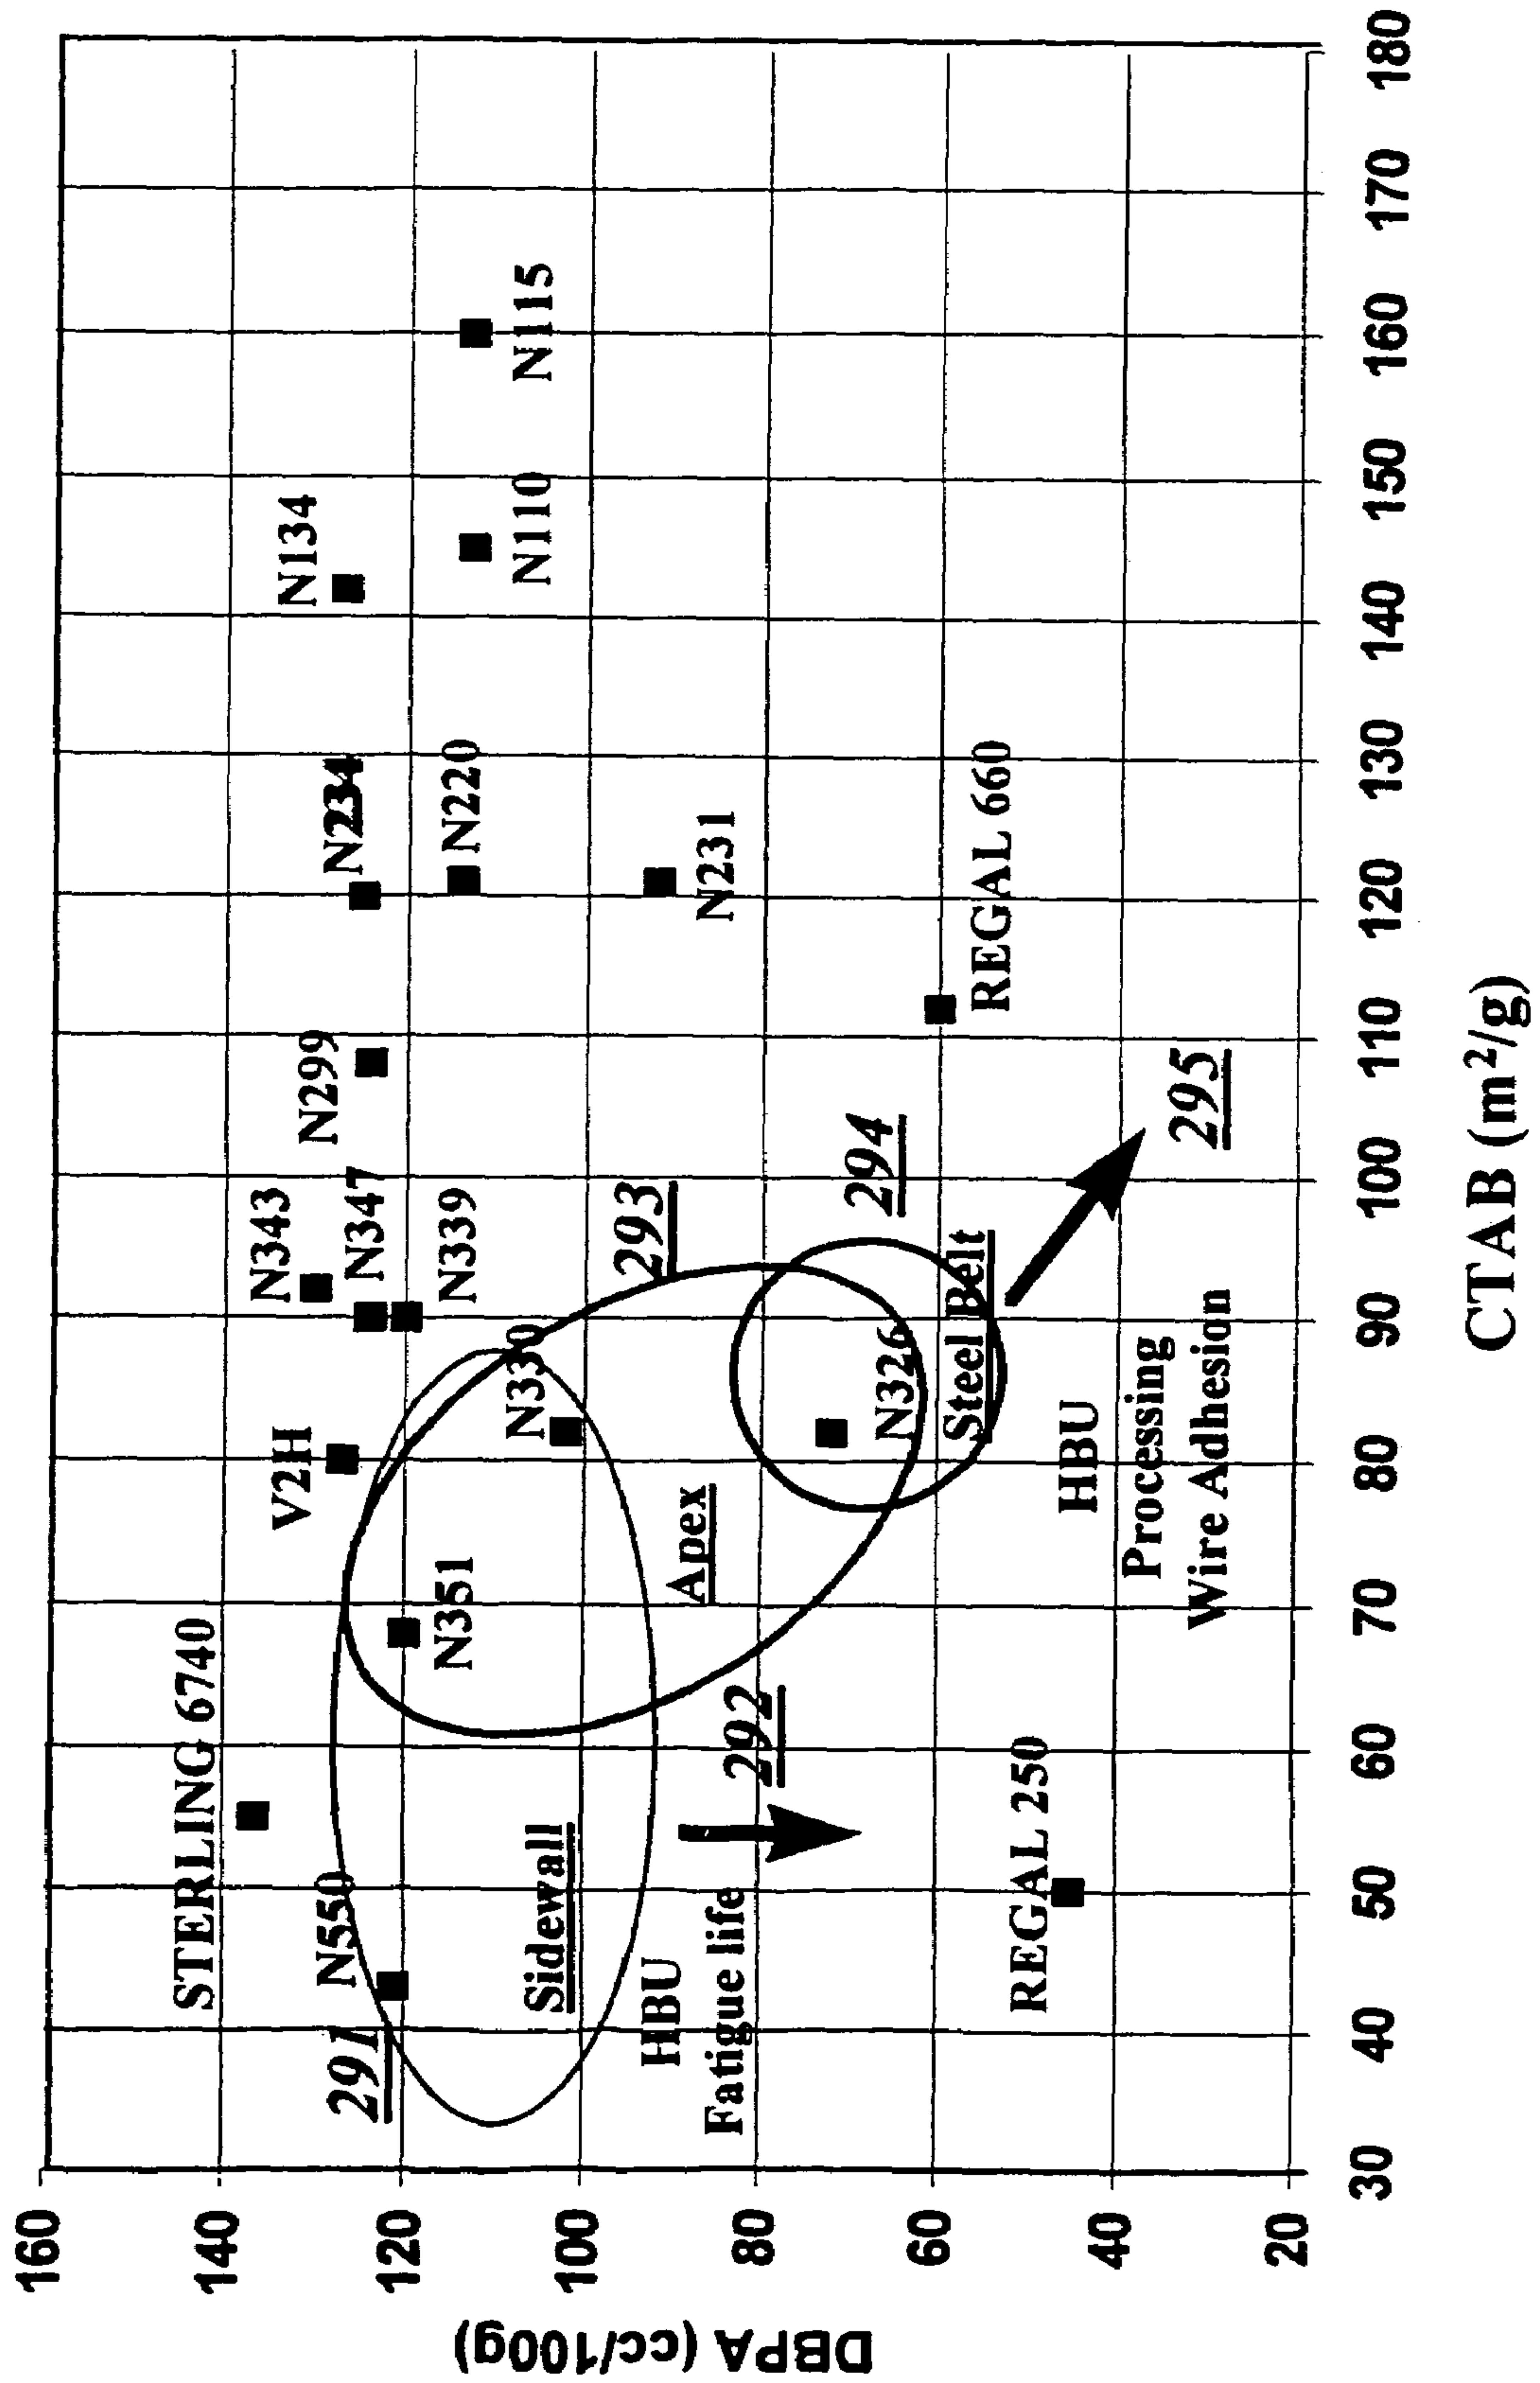 160
140
120
100
80
60
40
20
DBPA (cc/100g)
30
40
50
60
70
80
90
100
110
120
130
140
150
160
170
180
CTAB (m²/g)
STERLING 6740
V2H
N343
N347
N339
N299
N234
N220
N231
N134
N110
N115
291
N550
N351
N330
Sidewall
HBU
Fatigue life
292
Apex
293
N326
Steel Belt
294
HBU
Processing
Wire Adhesion
295
REGAL 250
REGAL 660